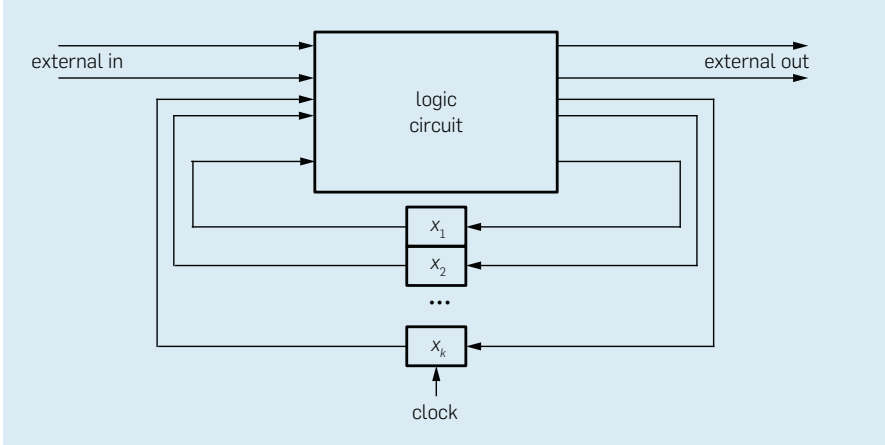 external in
external out
logic
circuit
x₁
x₂
...
xₖ
clock